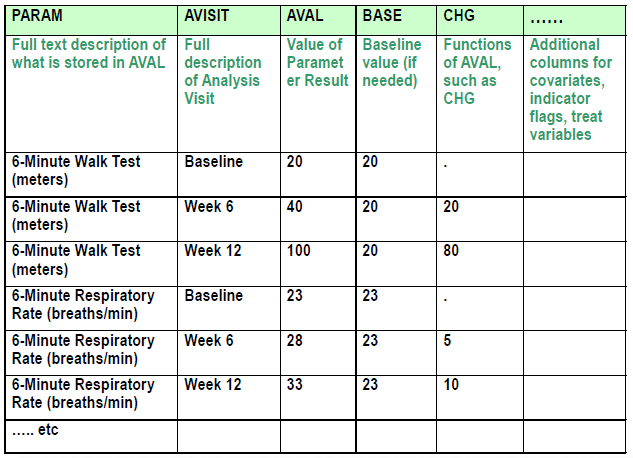 PARAM AVISIT AVAL BASE CHG ……
Full text description of what is stored in AVAL Full description of Analysis Visit Value of Paramet er Result Baseline value (if needed) Functions of AVAL, such as CHG Additional columns for covariates, indicator flags, treat variables
6-Minute Walk Test (meters) Baseline 20 20 .
6-Minute Walk Test (meters) Week 6 40 20 20
6-Minute Walk Test (meters) Week 12 100 20 80
6-Minute Respiratory Rate (breaths/min) Baseline 23 23 .
6-Minute Respiratory Rate (breaths/min) Week 6 28 23 5
6-Minute Respiratory Rate (breaths/min) Week 12 33 23 10
….. etc